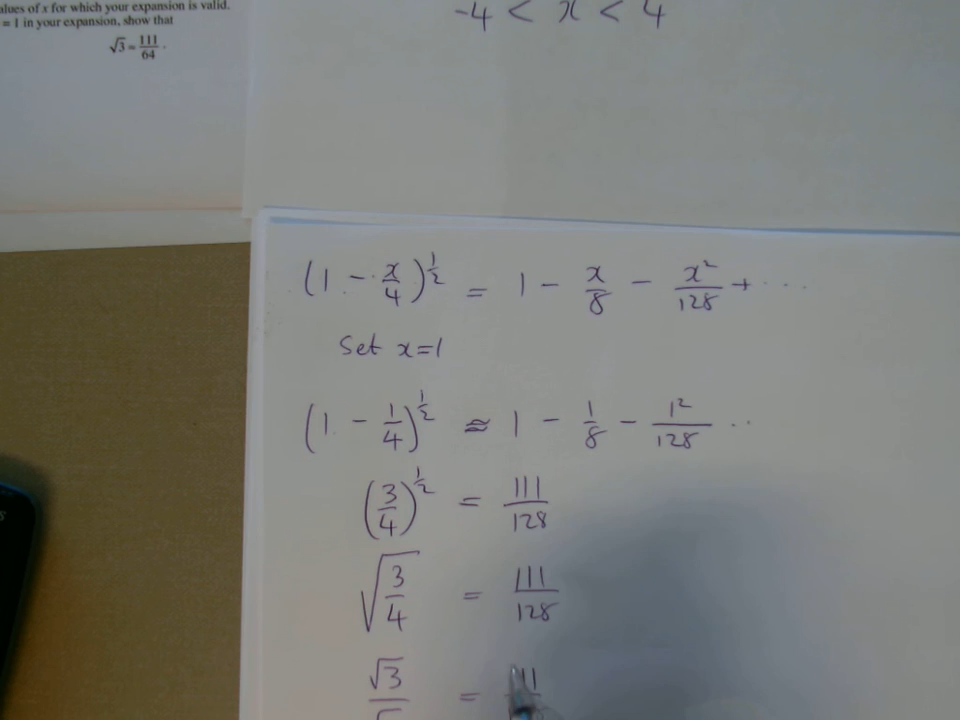 alues of x for which your expansion is valid.
= 1 in your expansion, show that
√3 ≈ 111/64 .
-4 < x < 4
(1 - x/4)^1/2 = 1 - x/8 - x²/128 + ...
Set x=1
(1 - 1/4)^1/2 ≈ 1 - 1/8 - 1²/128 ..
(3/4)^1/2 = 111/128
√3/4 = 111/128
√3 = 11